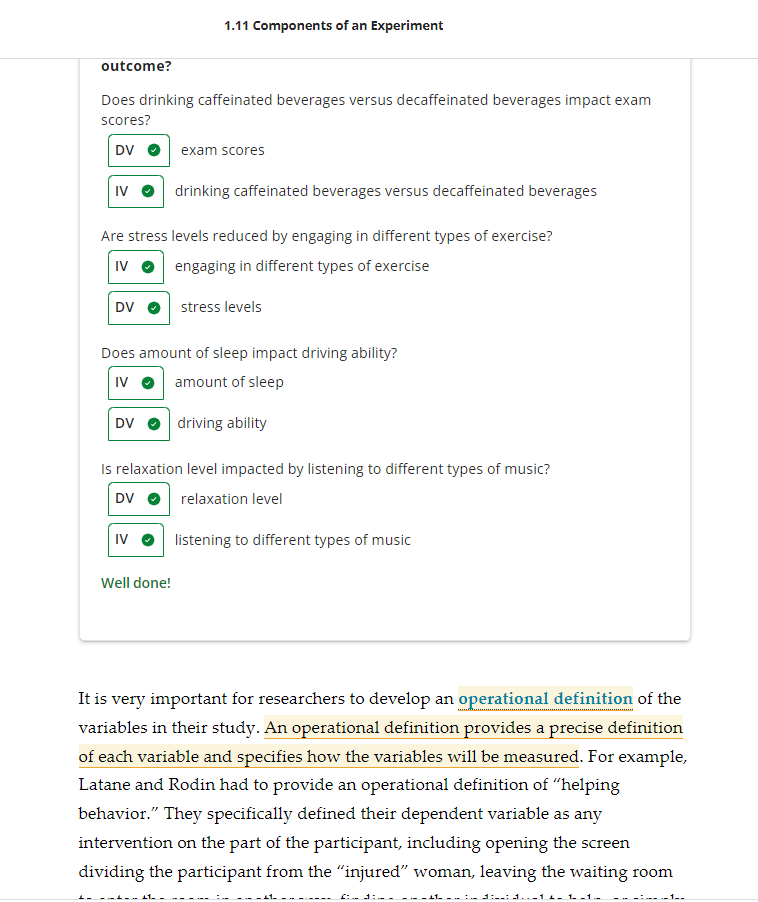 1.11 Components of an Experiment
outcome?
Does drinking caffeinated beverages versus decaffeinated beverages impact exam
scores?
DV exam scores
IV drinking caffeinated beverages versus decaffeinated beverages
Are stress levels reduced by engaging in different types of exercise?
IV engaging in different types of exercise
DV stress levels
Does amount of sleep impact driving ability?
IV amount of sleep
DV driving ability
Is relaxation level impacted by listening to different types of music?
DV relaxation level
IV listening to different types of music
Well done!
It is very important for researchers to develop an operational definition of the
variables in their study. An operational definition provides a precise definition
of each variable and specifies how the variables will be measured. For example,
Latane and Rodin had to provide an operational definition of “helping
behavior.” They specifically defined their dependent variable as any
intervention on the part of the participant, including opening the screen
dividing the participant from the “injured” woman, leaving the waiting room